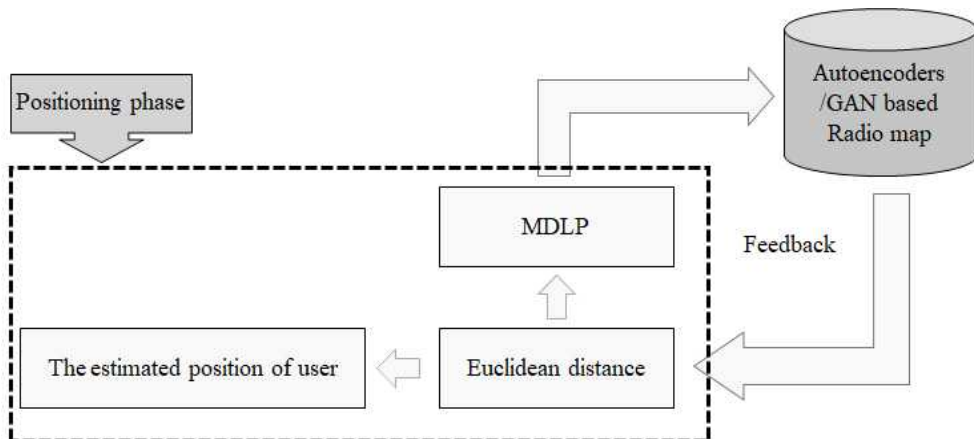 Positioning phase
Autoencoders
/GAN based
Radio map
MDLP
Feedback
The estimated position of user
Euclidean distance